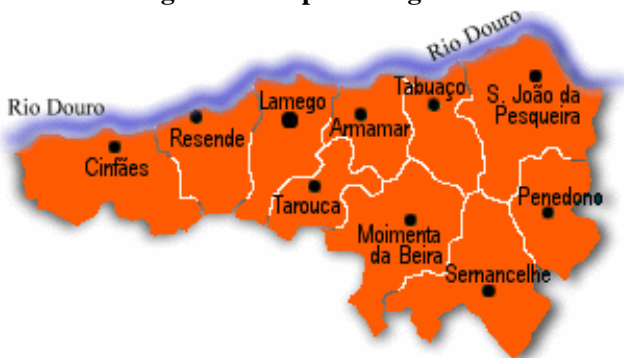 Rio Douro
Rio Douro
Lamego
Tabuaço
S. João da
Pesqueira
Resende
Armamar
Cinfães
Tarouca
Penedono
Moimenta
da Beira
Sernancelhe